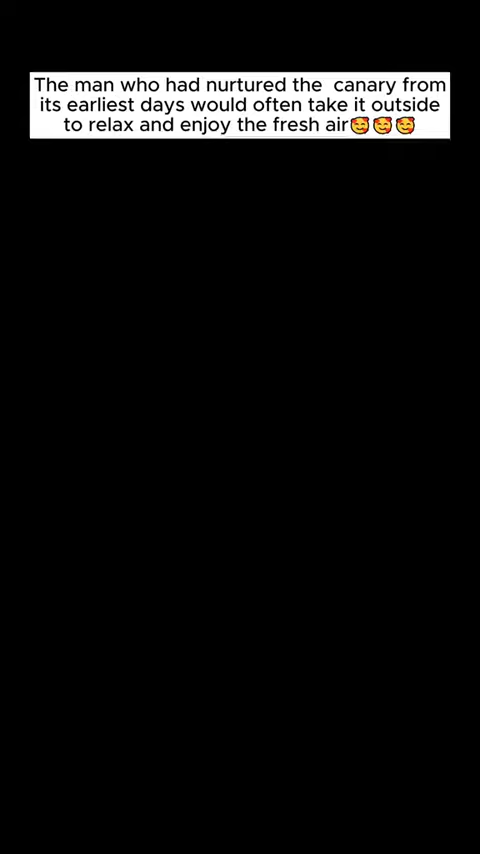 The man who had nurtured the  canary from
its earliest days would often take it outside
to relax and enjoy the fresh air🥰🥰🥰